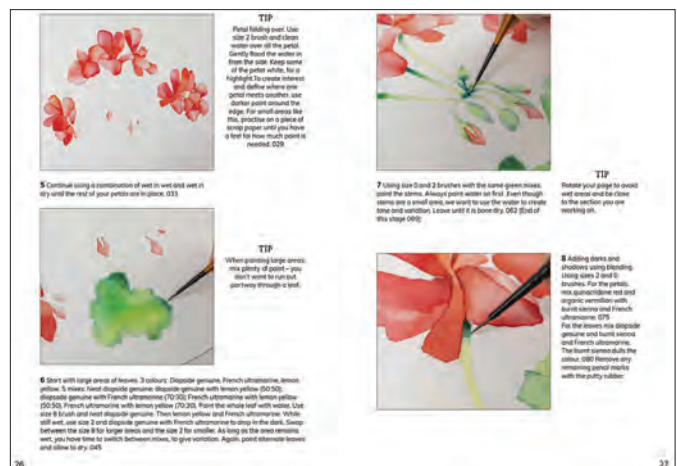 TIP
Petal folding over. Use
size 2 brush and clean
water over all the petal.
Gently flood the water in
from the side. Keep some
of the petal white, for a
highlight. To create interest
and define where one
petal meets another, use
darker paint around the
edge. For small areas like
this, practise on a piece of
scrap paper until you have
a feel for how much paint is
needed. 029
5 Continue using a combination of wet in wet and wet in
dry until the rest of your petals are in place. 033
TIP
When painting large areas:
mix plenty of paint – you
don't want to run out
partway through a leaf.
6 Start with large areas of leaves. 3 colours: Diopside genuine, French ultramarine, lemon
yellow. 5 mixes: Neat diopside genuine; diopside genuine with lemon yellow (50:50);
diopside genuine with French ultramarine (70:30); French ultramarine with lemon yellow
(50:50), French ultramarine with lemon yellow (70:30). Paint the whole leaf with water. Use
size 8 brush and neat diopside genuine. Then lemon yellow and French ultramarine. While
still wet, use size 2 and diopside genuine with French ultramarine to drop in the dark. Swap
between the size 8 for larger areas and the size 2 for smaller. As long as the area remains
wet, you have time to switch between mixes, to give variation. Again, paint alternate leaves
and allow to dry. 045
26
7 Using size 0 and 2 brushes with the same green mixes,
paint the stems. Always paint water on first. Even though
stems are a small area, we want to use the water to create
tone and variation. Leave until it is bone dry. 062 [End of
this stage 069]
TIP
Rotate your page to avoid
wet areas and be close
to the section you are
working on.
8 Adding darks and
shadows using blending.
Using sizes 2 and 0
brushes. For the petals,
mix quinacridone red and
organic vermilion with
burnt sienna and French
ultramarine. 075
For the leaves mix diopside
genuine and burnt sienna
and French ultramarine.
The burnt sienna dulls the
colour. 080 Remove any
remaining pencil marks
with the putty rubber.